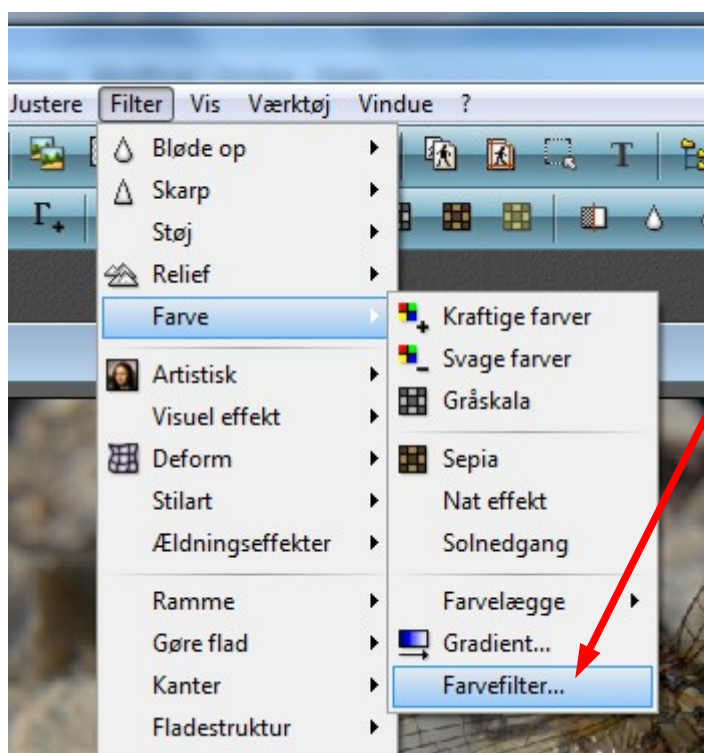 Justere Filter Vis Værktøj Vindue ?
Bløde op
Skarp
Støj
Relief
Farve
Artistisk
Visuel effekt
Deform
Stilart
Ældningseffekter
Ramme
Gøre flad
Kanter
Fladestruktur
Kraftige farver
Svage farver
Gråskala
Sepia
Nat effekt
Solnedgang
Farvelægge
Gradient...
Farvefilter...